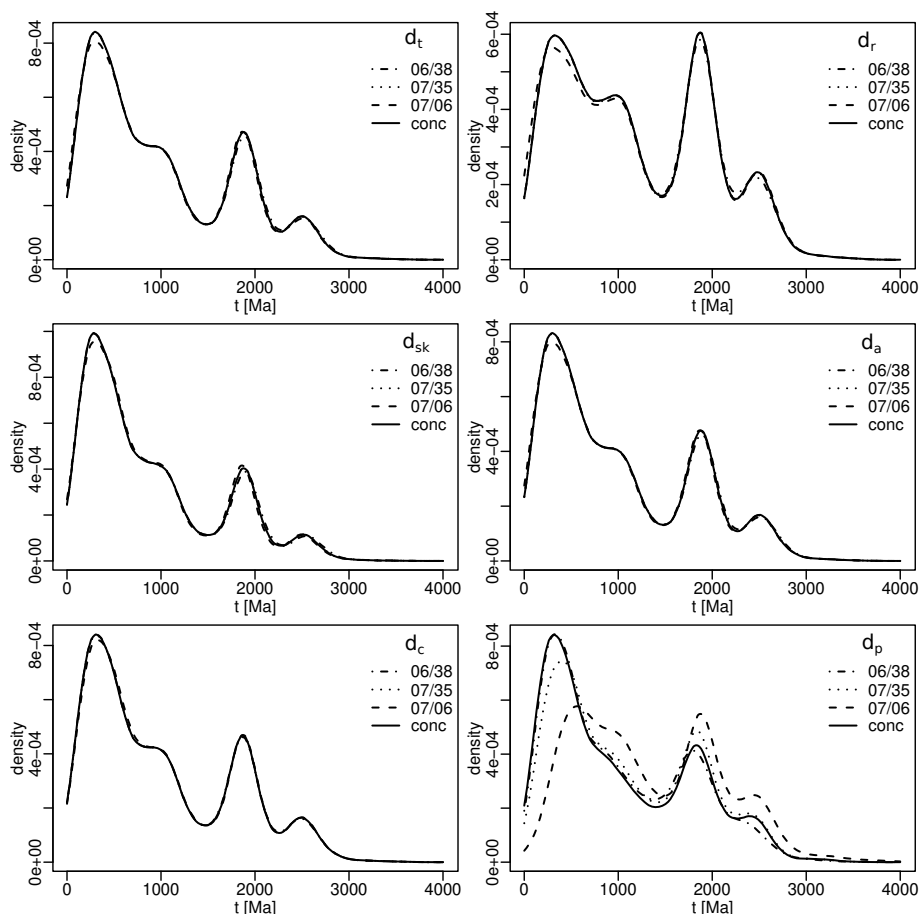 d_t
06/38
07/35
07/06
conc
density
0e+00 4e-04 8e-04
0 1000 2000 3000 4000
t [Ma]
d_r
06/38
07/35
07/06
conc
density
0e+00 2e-04 4e-04 6e-04
0 1000 2000 3000 4000
t [Ma]
d_sk
06/38
07/35
07/06
conc
density
0e+00 4e-04 8e-04
0 1000 2000 3000 4000
t [Ma]
d_a
06/38
07/35
07/06
conc
density
0e+00 4e-04 8e-04
0 1000 2000 3000 4000
t [Ma]
d_c
06/38
07/35
07/06
conc
density
0e+00 4e-04 8e-04
0 1000 2000 3000 4000
t [Ma]
d_p
06/38
07/35
07/06
conc
density
0e+00 4e-04 8e-04
0 1000 2000 3000 4000
t [Ma]